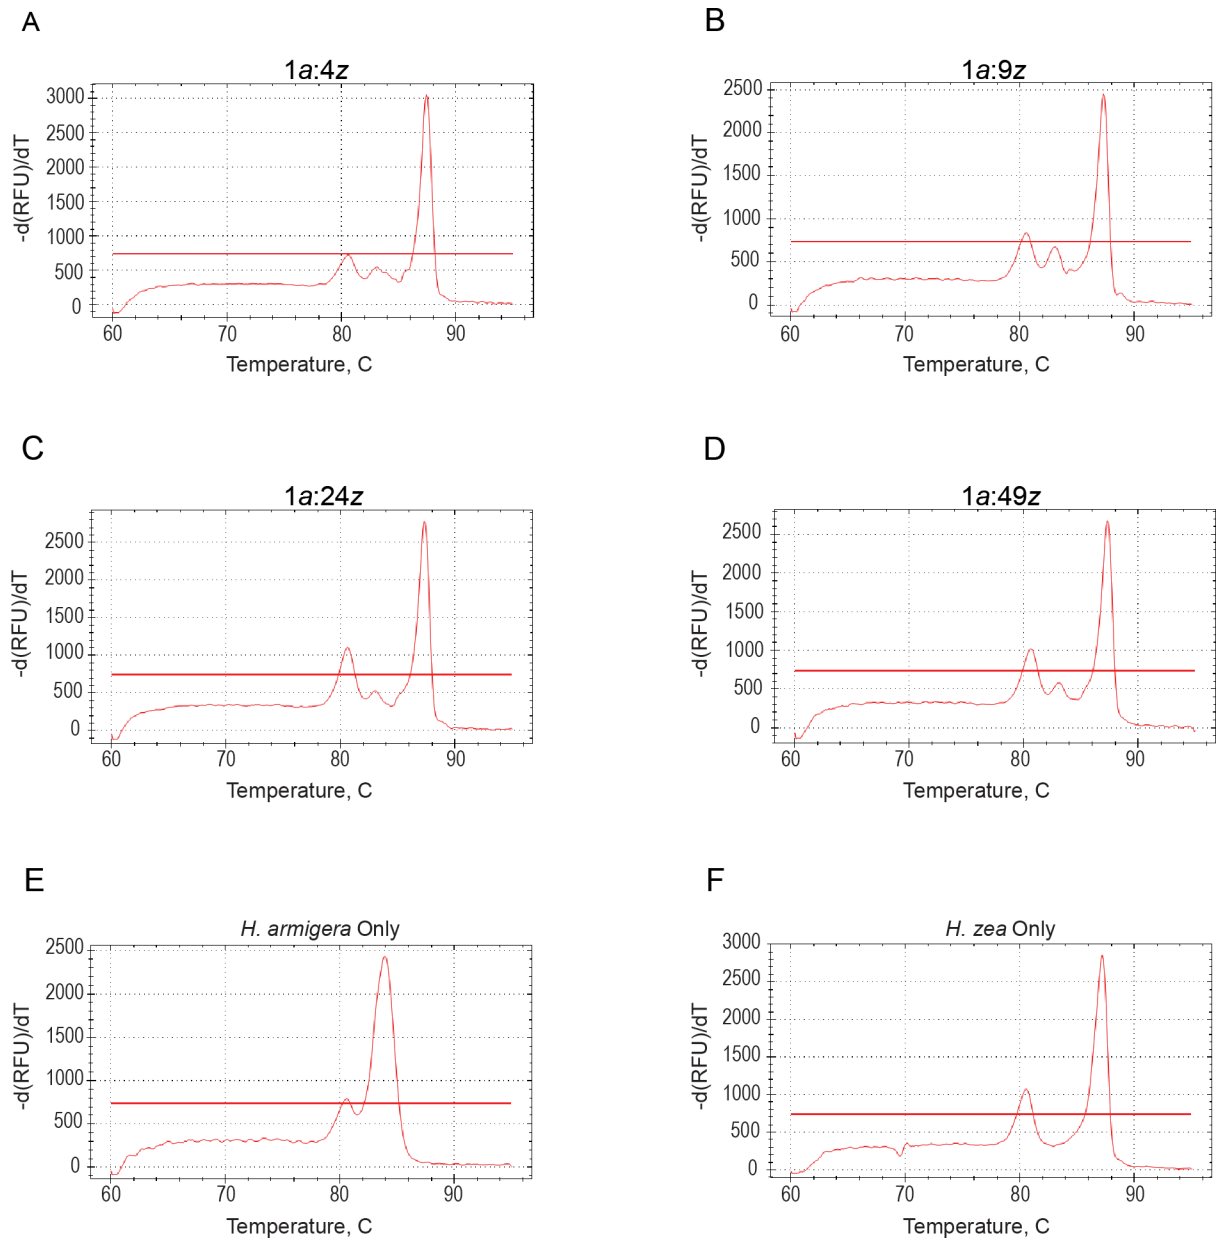 A
1a:4z
3000
2500
2000
1500
1000
500
0
-d(RFU)/dT
60 70 80 90
Temperature, C
B
1a:9z
2500
2000
1500
1000
500
0
-d(RFU)/dT
60 70 80 90
Temperature, C
C
1a:24z
2500
2000
1500
1000
500
0
-d(RFU)/dT
60 70 80 90
Temperature, C
D
1a:49z
2500
2000
1500
1000
500
0
-d(RFU)/dT
60 70 80 90
Temperature, C
E
H. armigera Only
2500
2000
1500
1000
500
0
-d(RFU)/dT
60 70 80 90
Temperature, C
F
H. zea Only
3000
2500
2000
1500
1000
500
0
-d(RFU)/dT
60 70 80 90
Temperature, C